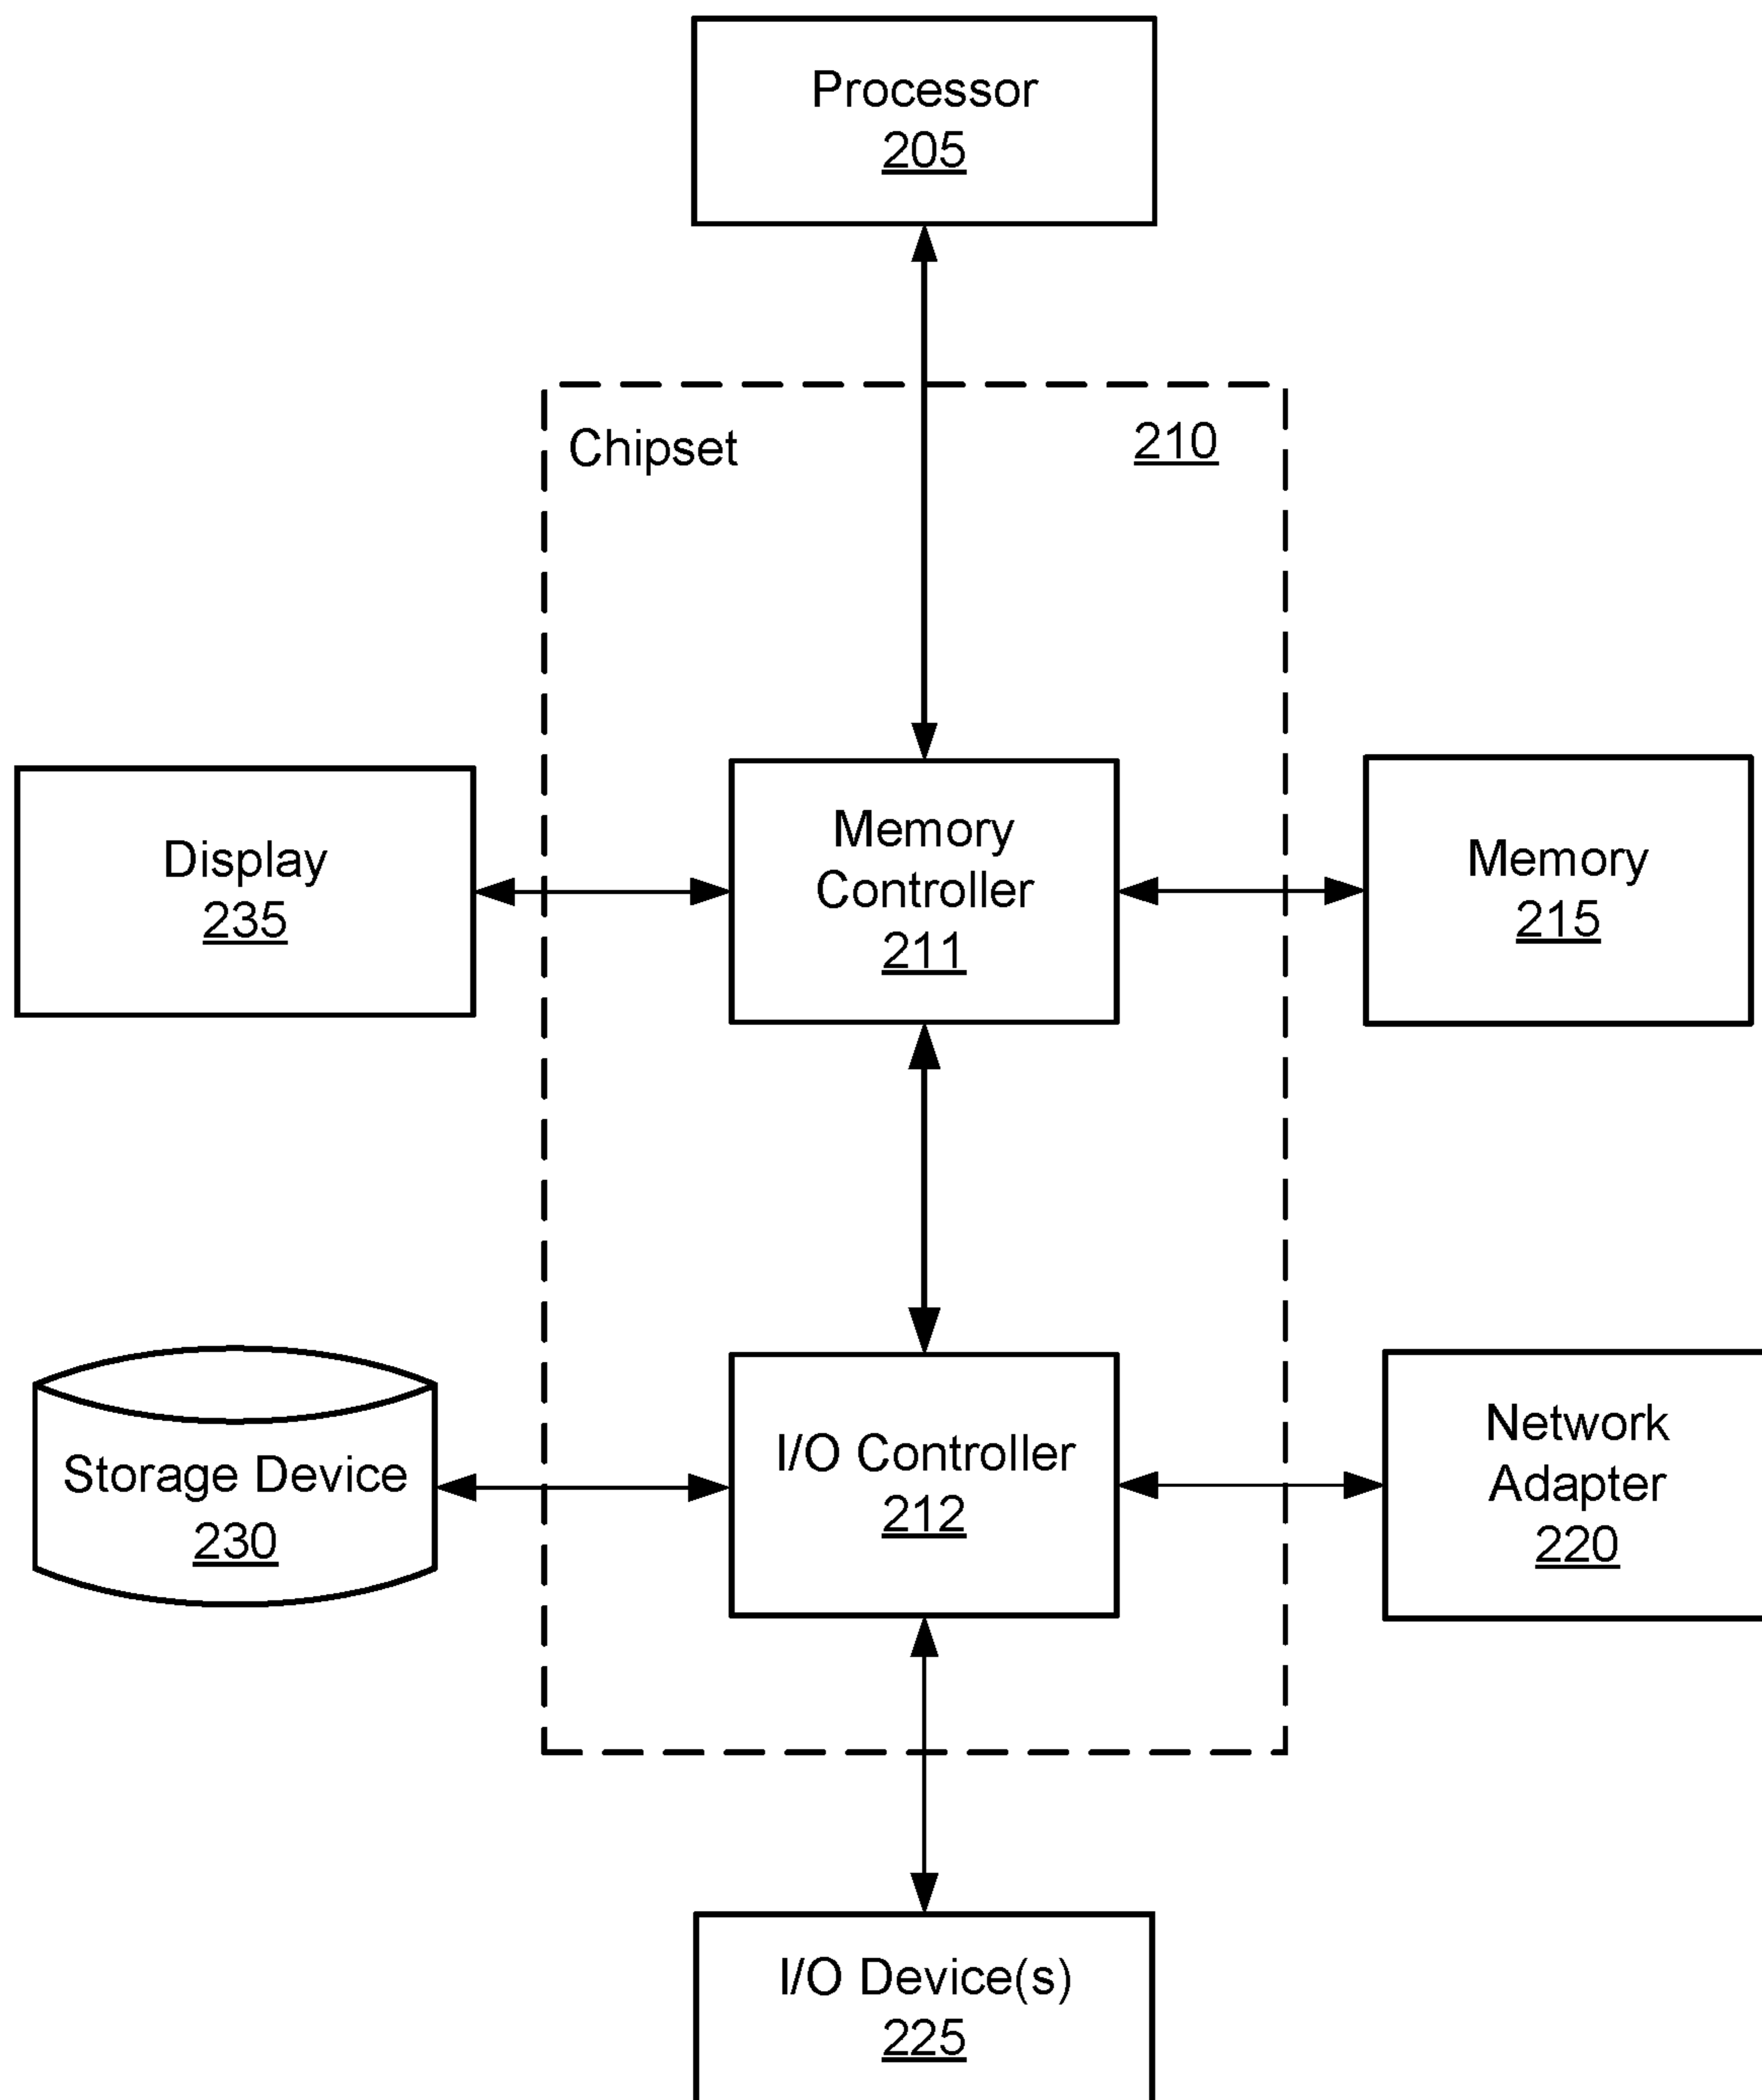 Processor
205
Chipset
210
Display
235
Memory
Controller
211
Memory
215
Storage Device
230
I/O Controller
212
Network
Adapter
220
I/O Device(s)
225